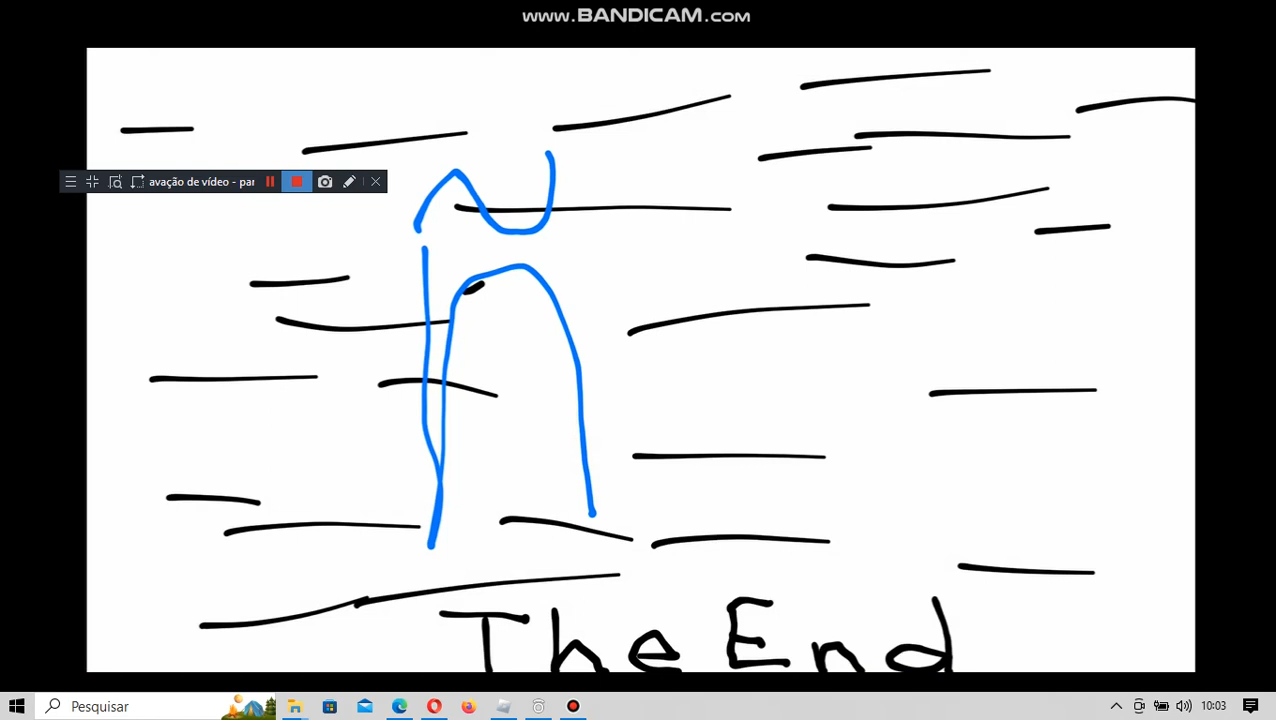 www.BANDICAM.com
ñ
avação de vídeo - par
The End
Pesquisar
10:03